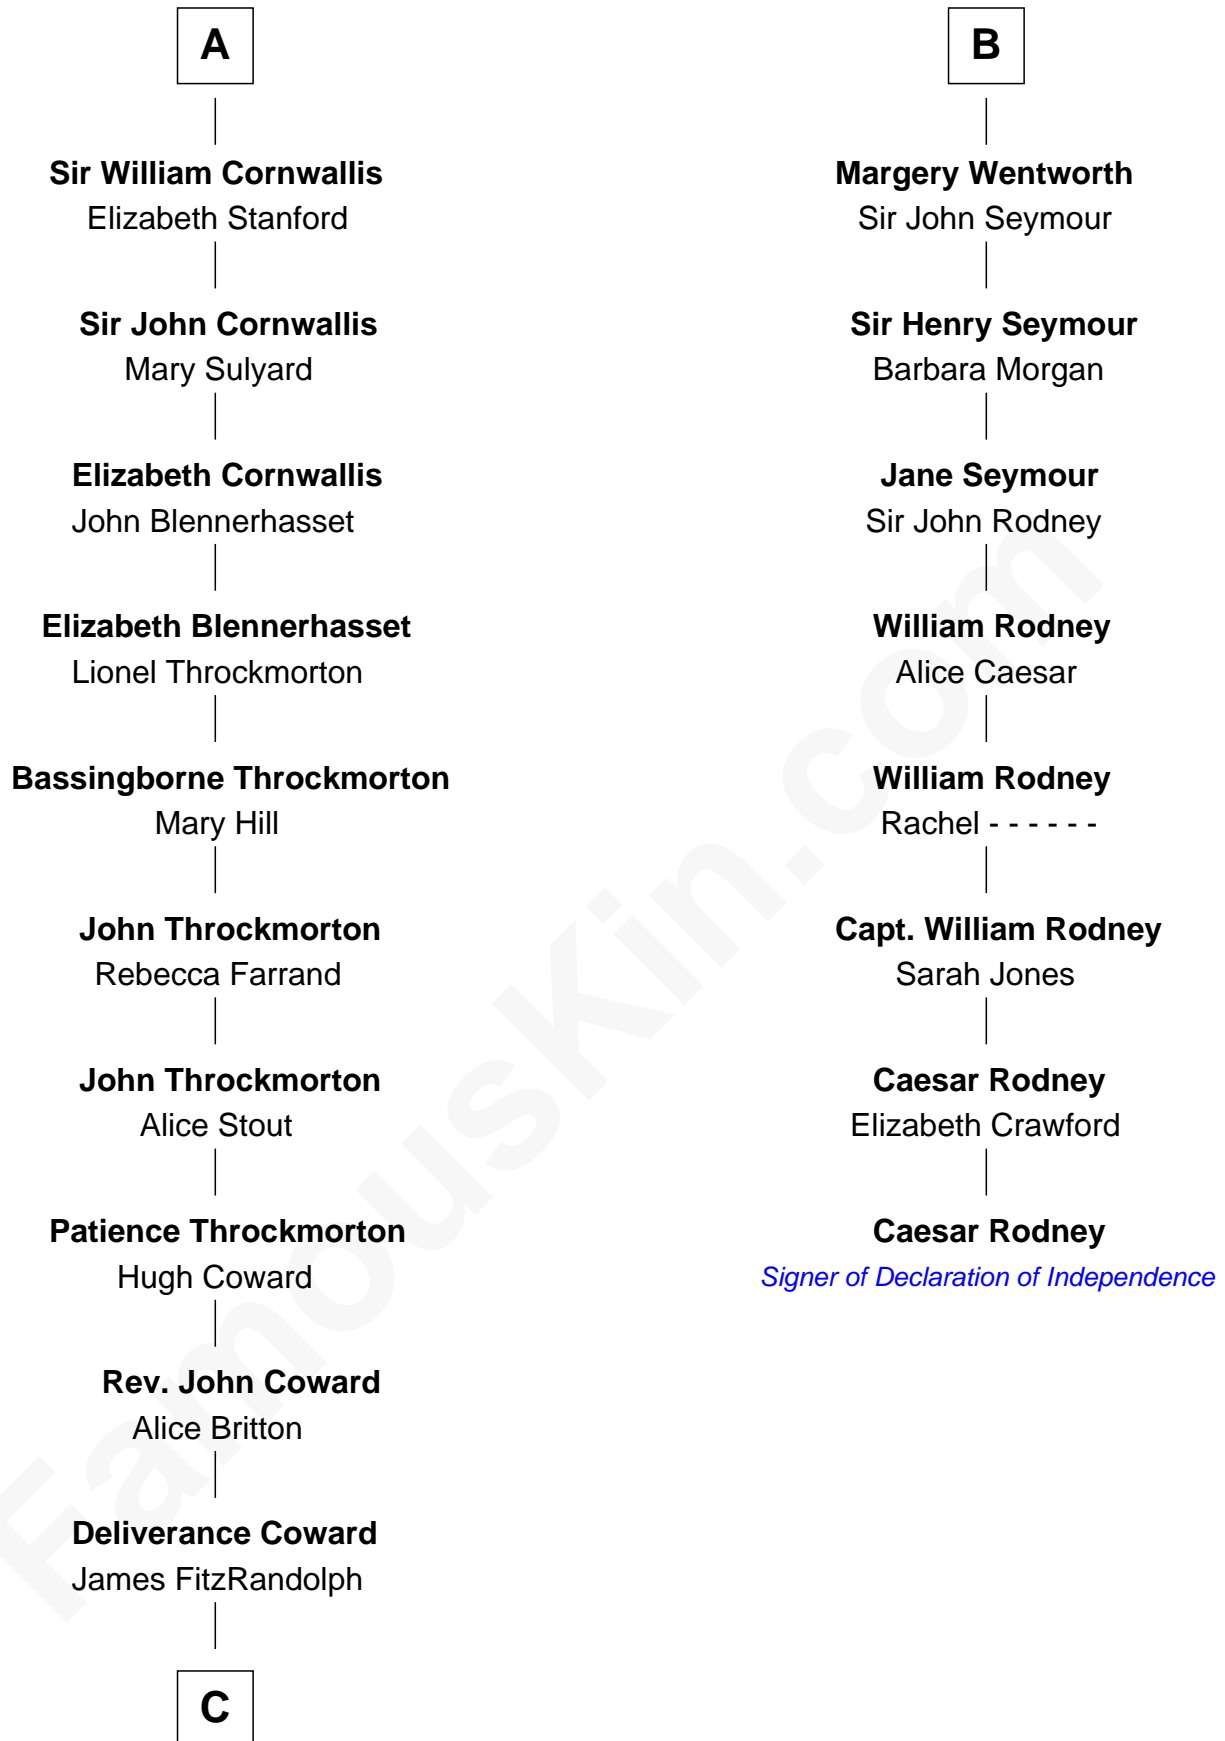 A
Sir William Cornwallis
Elizabeth Stanford
Sir John Cornwallis
Mary Sulyard
Elizabeth Cornwallis
John Blennerhasset
Elizabeth Blennerhasset
Lionel Throckmorton
Bassingborne Throckmorton
Mary Hill
John Throckmorton
Rebecca Farrand
John Throckmorton
Alice Stout
Patience Throckmorton
Hugh Coward
Rev. John Coward
Alice Britton
Deliverance Coward
James FitzRandolph
C
B
Margery Wentworth
Sir John Seymour
Sir Henry Seymour
Barbara Morgan
Jane Seymour
Sir John Rodney
William Rodney
Alice Caesar
William Rodney
Rachel - - - - - -
Capt. William Rodney
Sarah Jones
Caesar Rodney
Elizabeth Crawford
Caesar Rodney
Signer of Declaration of Independence
FamousKin.com